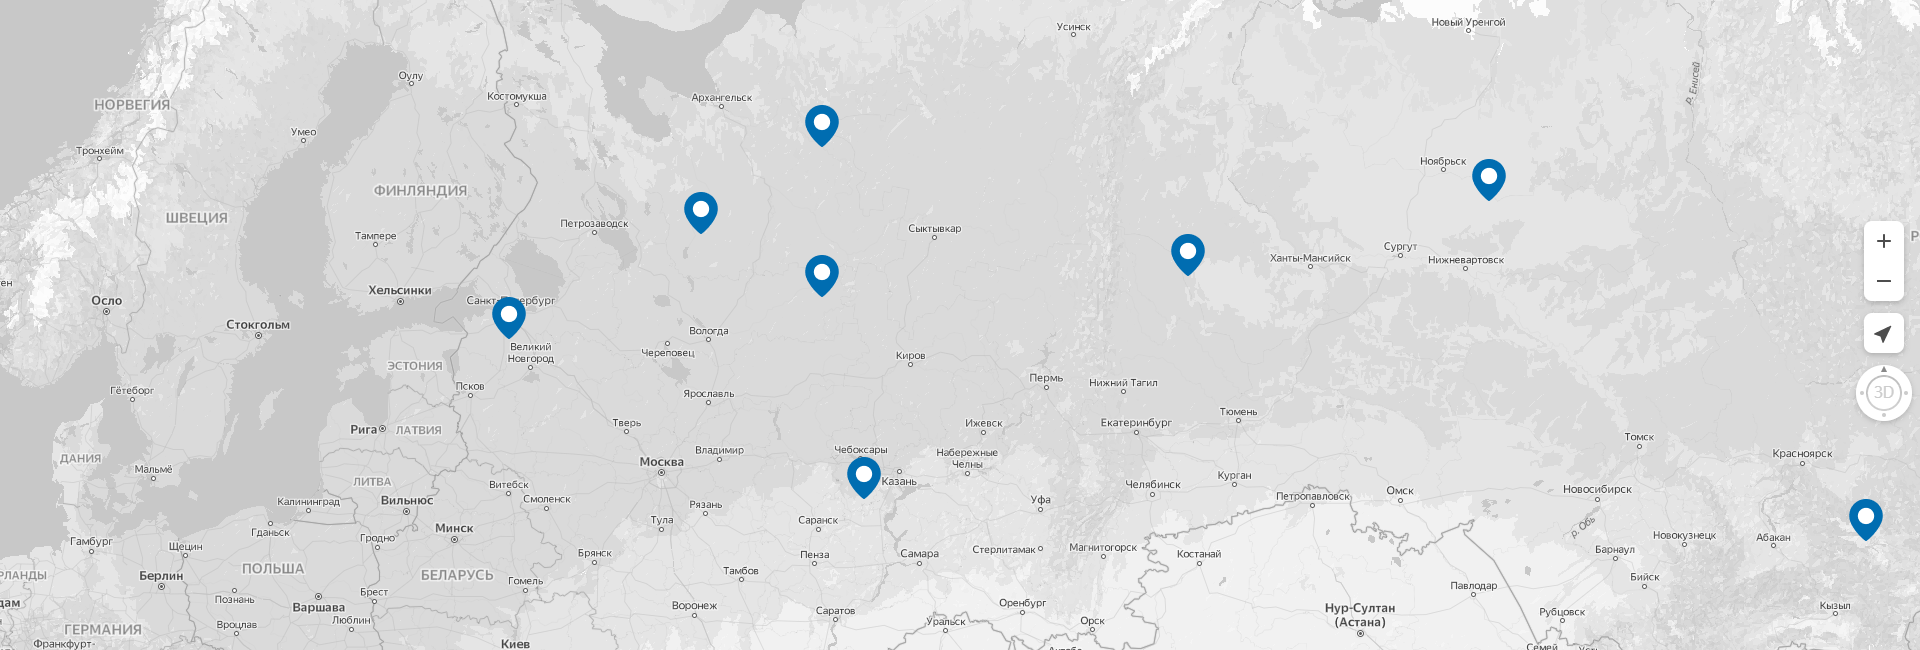 Новый Уренгой
Усинск
р. Енисей
Оулу
Костомукша
Архангельск
НОРВЕГИЯ
Умео
Тронхейм
Ноябрьск
ФИНЛЯНДИЯ
ШВЕЦИЯ
Петрозаводск
Сыктывкар
Тампере
Сургут
Ханты-Мансийск
Нижневартовск
Хельсинки
Осло
Стокгольм
Вологда
Великий
Новгород
Череповец
Киров
ЭСТОНИЯ
Псков
Пермь
Нижний Тагил
Гётеборг
Ярославль
3D
Тюмень
Тверь
Ижевск
Екатеринбург
Рига
ЛАТВИЯ
Томск
Владимир
Чебоксары
Набережные
Челны
Красноярск
ДАНИЯ
Мальмё
Москва
Казань
Курган
ЛИТВА
Витебск
Челябинск
Новосибирск
Калининград
Вильнюс
Смоленск
Рязань
Уфа
Петропавловск
Омск
Тула
Саранск
р. Обь
Минск
Гданьск
Гродно
Новокузнецк
Абакан
Гамбург
Щецин
Брянск
Пенза
Самара
Стерлитамак
Магнитогорск
Костанай
Барнаул
ПОЛЬША
БЕЛАРУСЬ
Берлин
Тамбов
Гомель
Бийск
Павлодар
Познань
Брест
Варшава
Воронеж
Саратов
Оренбург
Нур-Султан
(Астана)
Рубцовск
Кызыл
Вроцлав
Люблин
Уральск
Орск
ГЕРМАНИЯ
Франкфурт-
Киев
Семей